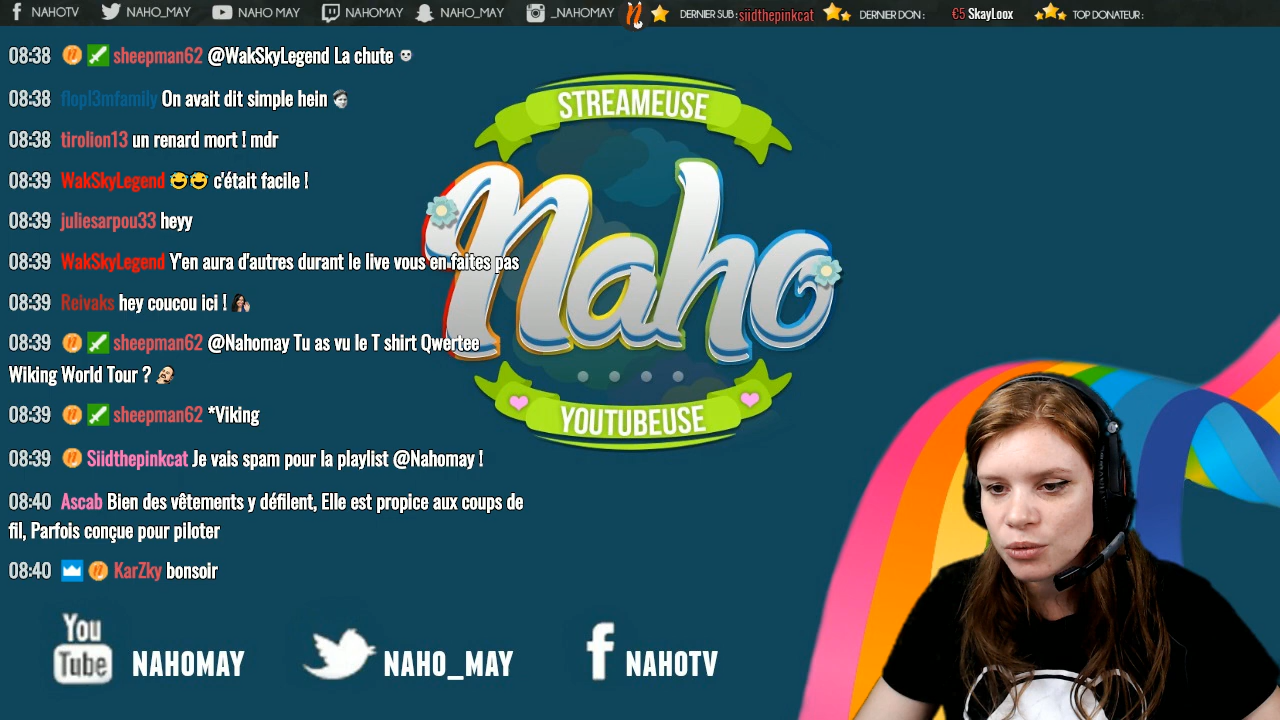 NAHOTV NAHO_MAY NAHO MAY NAHOMAY NAHO_MAY _NAHOMAY DERNIER SUB : siidthepinkcat DERNIER DON : €5 SkayLoox TOP DONATEUR :
08:38 sheepman62 @WakSkyLegend La chute
08:38 flopl3mfamily On avait dit simple hein
08:38 tirolion13 un renard mort ! mdr
08:39 WakSkyLegend c'était facile !
08:39 juliesarpou33 heyy
08:39 WakSkyLegend Y'en aura d'autres durant le live vous en faites pas
08:39 Reivaks hey coucou ici !
08:39 sheepman62 @Nahomay Tu as vu le T shirt Qwertee
Wiking World Tour ?
08:39 sheepman62 *Viking
08:39 Siidthepinkcat Je vais spam pour la playlist @Nahomay !
08:40 Ascab Bien des vêtements y défilent, Elle est propice aux coups de
fil, Parfois conçue pour piloter
08:40 KarZky bonsoir
STREAMEUSE
Naho
YOUTUBEUSE
You
Tube
NAHOMAY NAHO_MAY NAHOTV